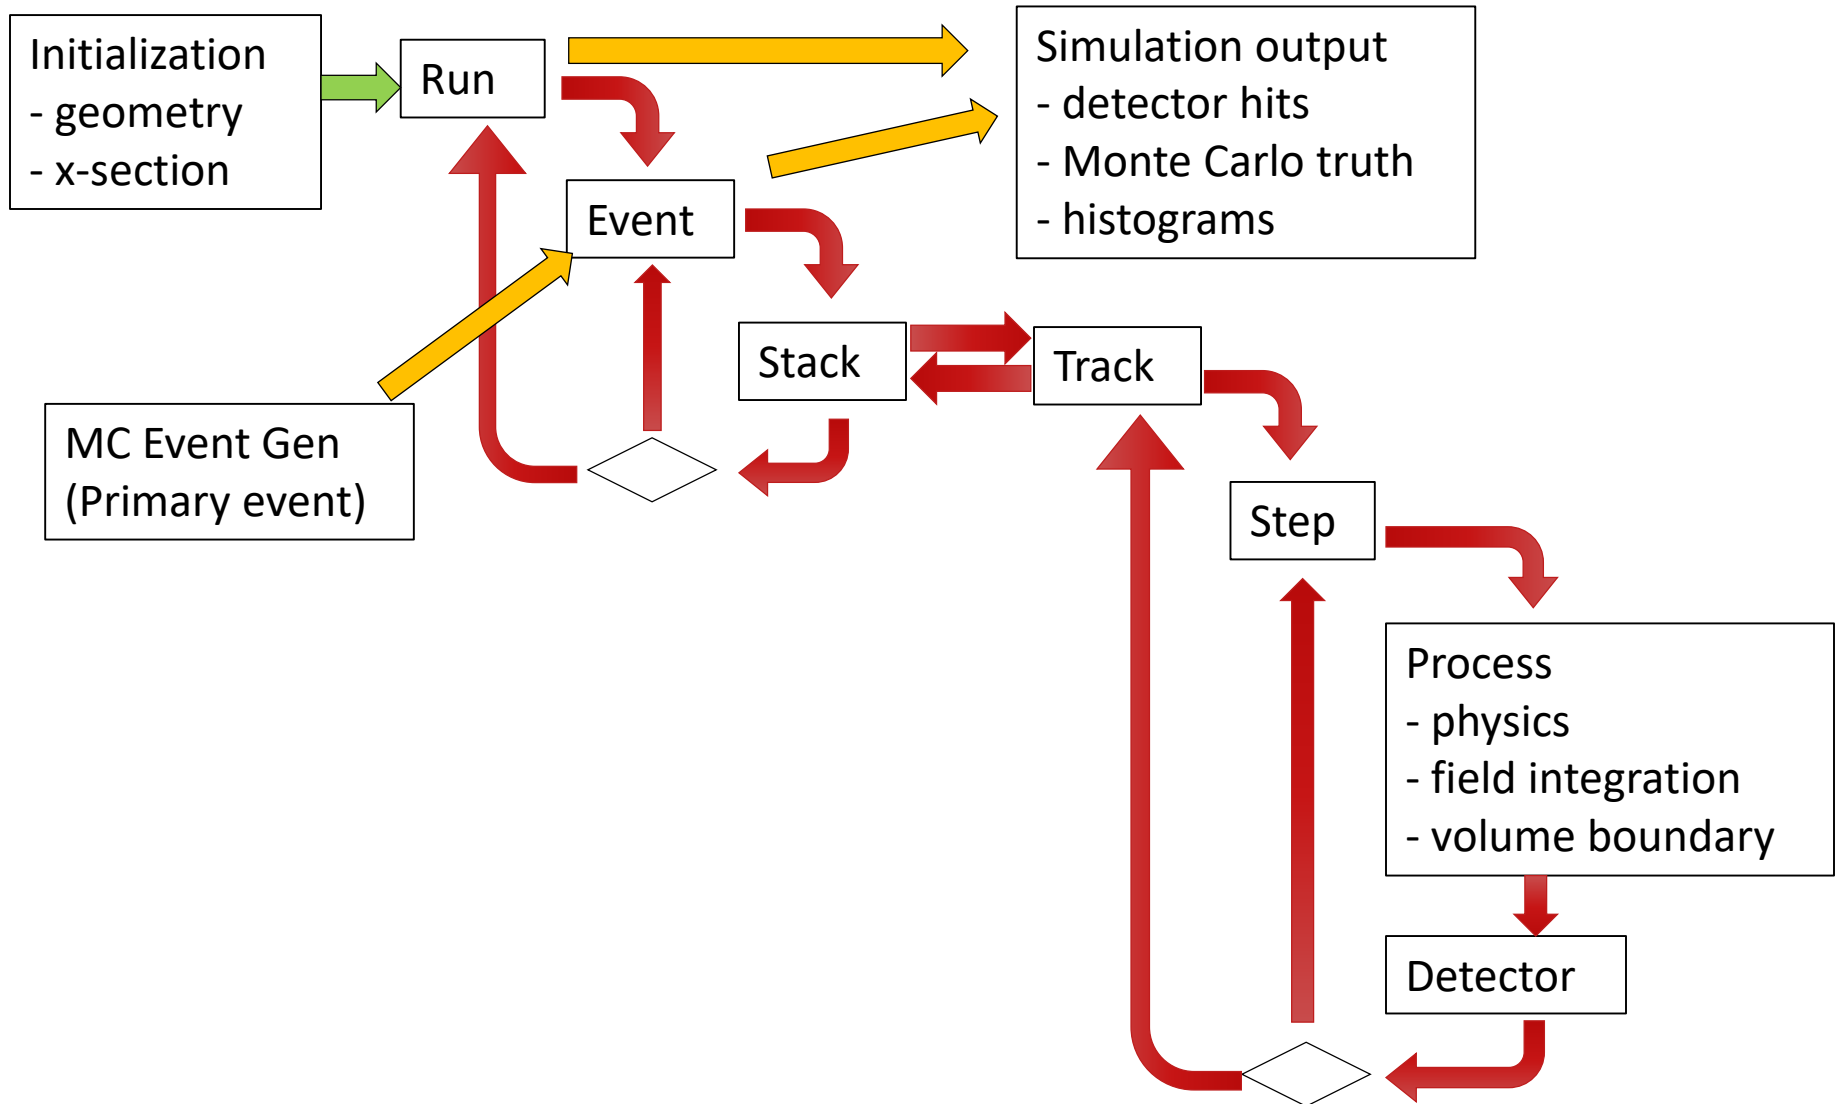 Initialization
- geometry
- x-section
Run
Simulation output
- detector hits
- Monte Carlo truth
- histograms
Event
Stack
Track
MC Event Gen
(Primary event)
Step
Process
- physics
- field integration
- volume boundary
Detector